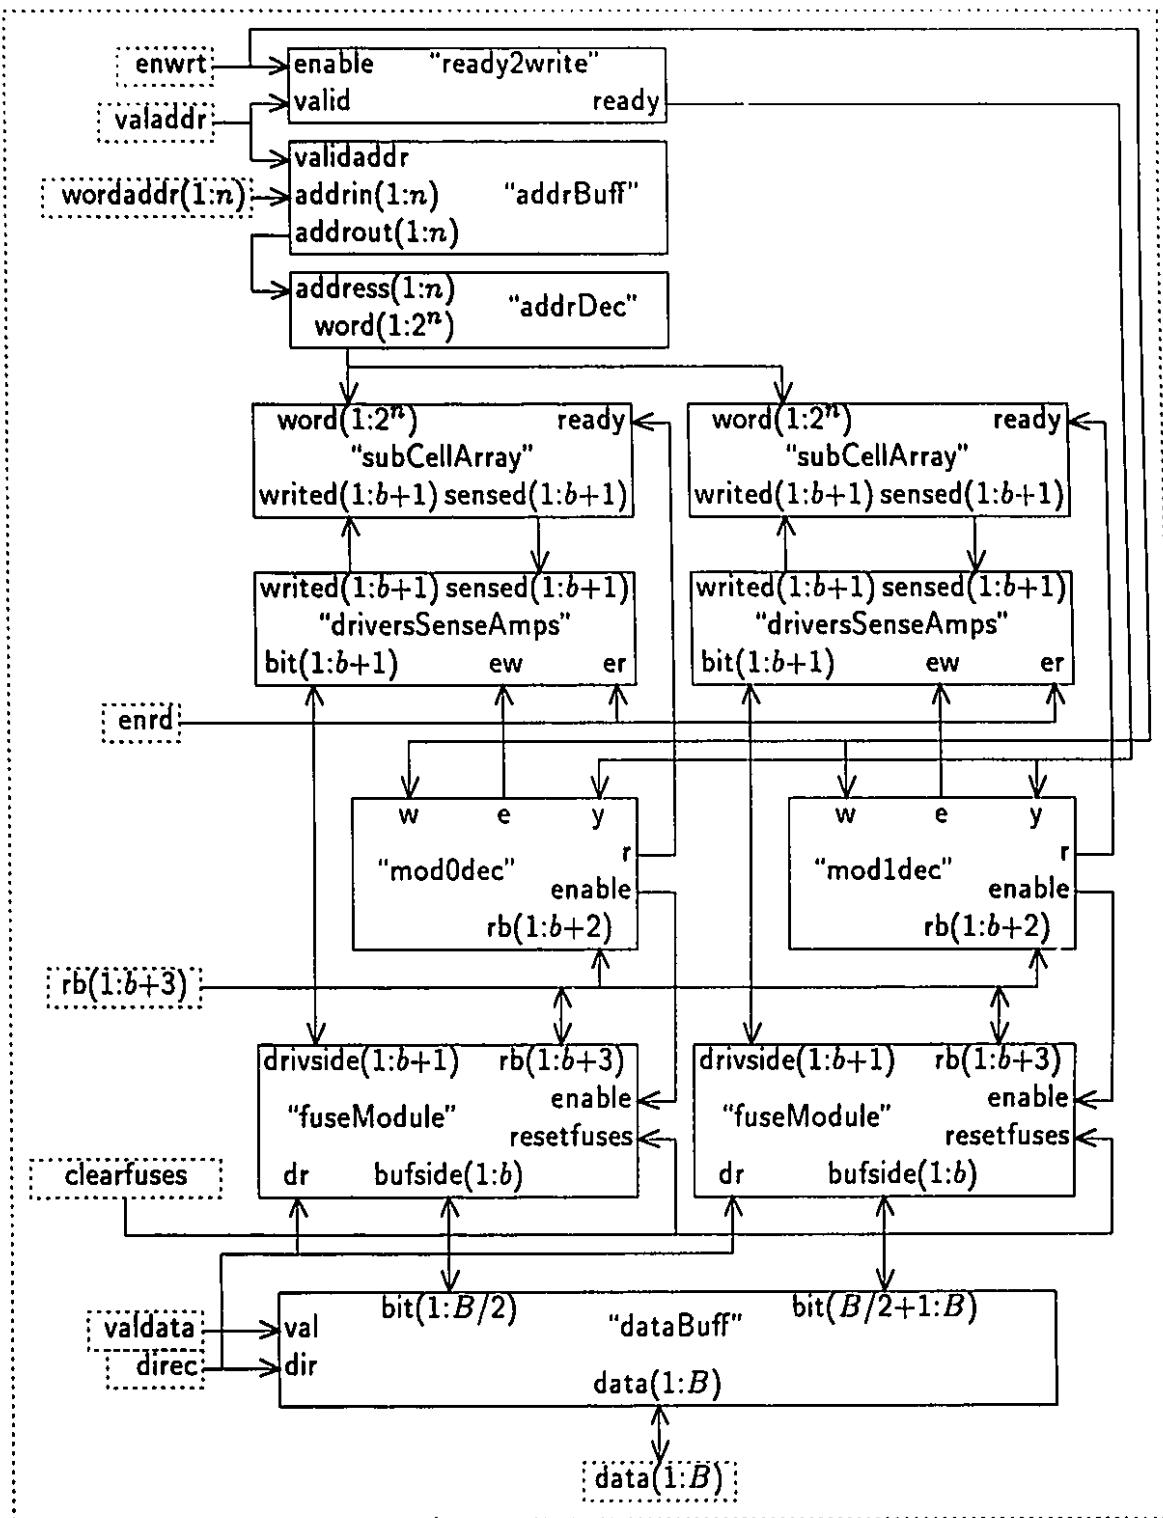 enwrt
enable "ready2write"
valid ready
valaddr
validaddr
wordaddr(1:n) addrin(1:n) "addrBuff"
addrout(1:n)
address(1:n) "addrDec"
word(1:2ⁿ)
word(1:2ⁿ) ready word(1:2ⁿ) ready
"subCellArray" "subCellArray"
writed(1:b+1) sensed(1:b+1) writed(1:b+1) sensed(1:b+1)
writed(1:b+1) sensed(1:b+1) writed(1:b+1) sensed(1:b+1)
"driversSenseAmps" "driversSenseAmps"
bit(1:b+1) ew er bit(1:b+1) ew er
enrd
w e y w e y
r r
"mod0dec" "mod1dec"
enable enable
rb(1:b+2) rb(1:b+2)
rb(1:b+3)
drivside(1:b+1) rb(1:b+3) drivside(1:b+1) rb(1:b+3)
enable enable
"fuseModule" "fuseModule"
resetfuses resetfuses
clearfuses
dr bufside(1:b) dr bufside(1:b)
bit(1:B/2) "dataBuff" bit(B/2+1:B)
valdata val
direc dir
data(1:B)
data(1:B)